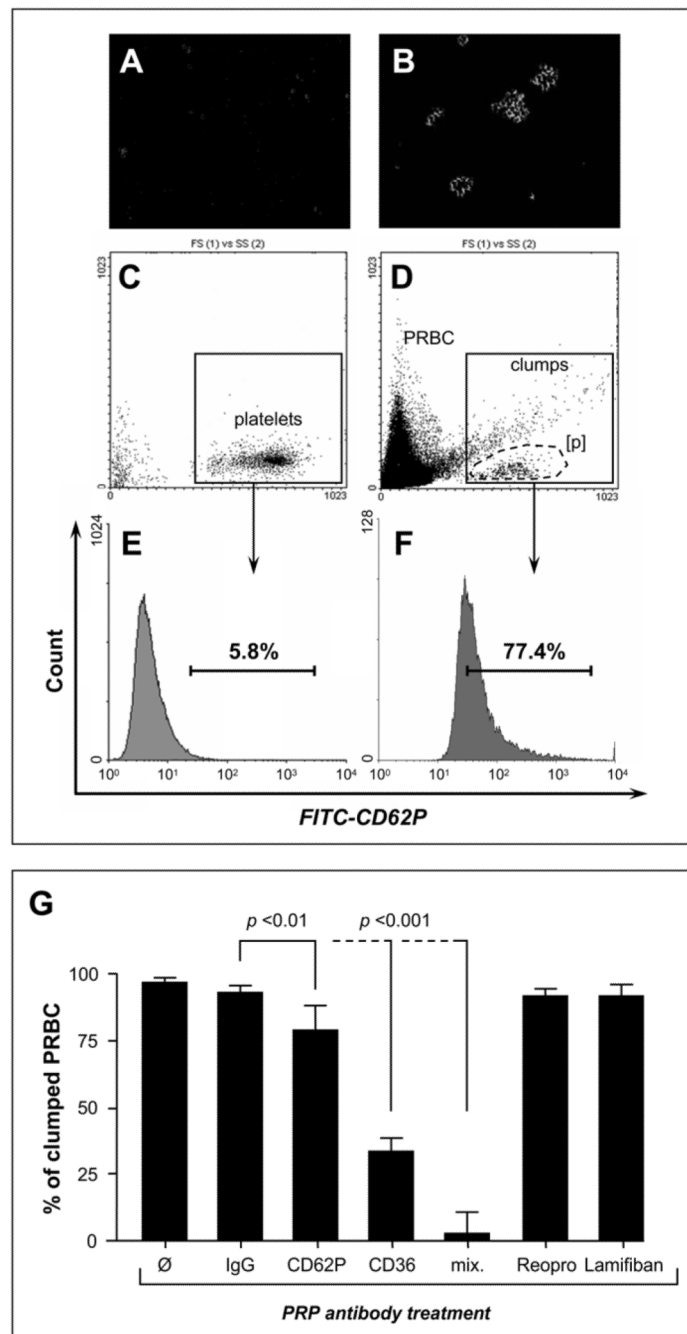 A B
FS (1) vs SS (2) FS (1) vs SS (2)
1023 1023
C D
PRBC
clumps
platelets
[p]
0 0
0 1023 0 1023
1024 128
E F
5.8% 77.4%
Count
0 0
10⁰ 10¹ 10² 10³ 10⁴ 10¹ 10² 10³ 10⁴
FITC-CD62P
G
p <0.01 p <0.001
% of clumped PRBC
100
75
50
25
0
Ø IgG CD62P CD36 mix. Reopro Lamifiban
PRP antibody treatment